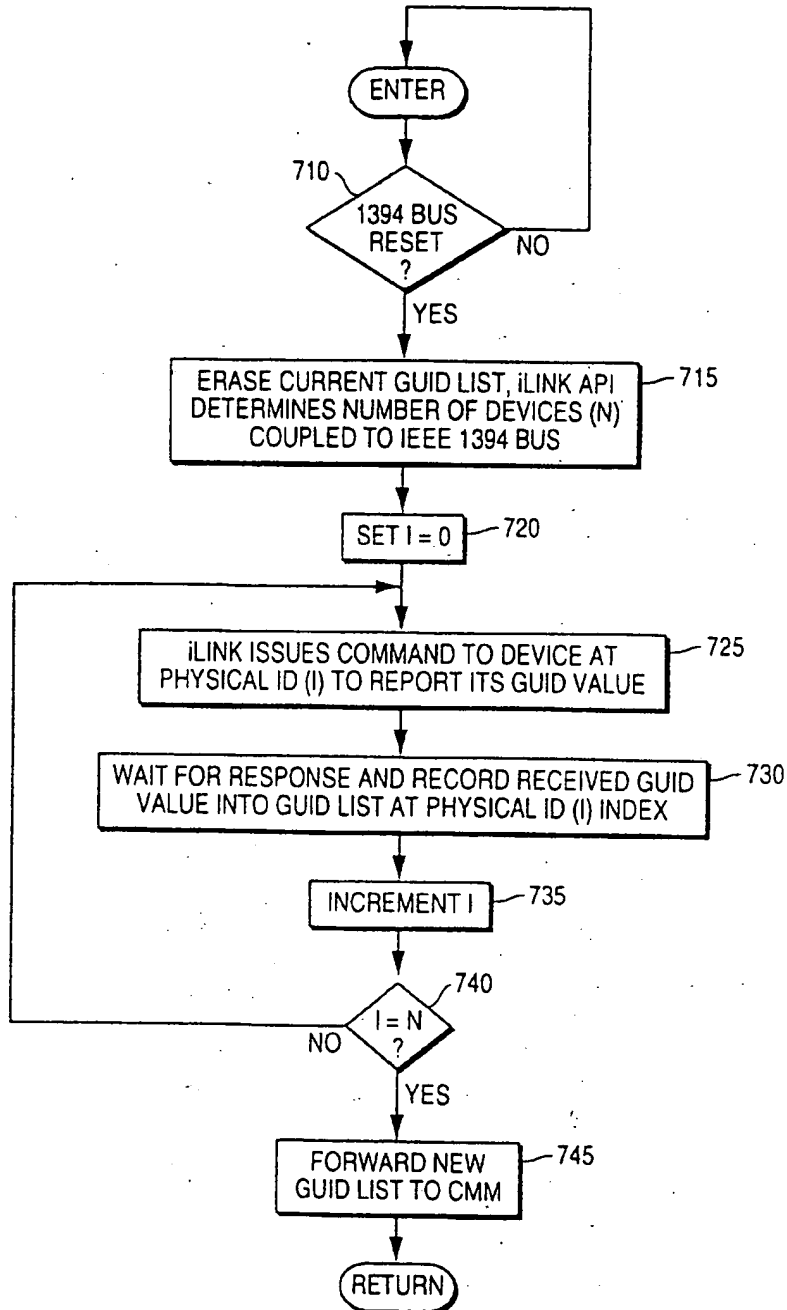 ENTER
710
1394 BUS
RESET
?
NO
YES
ERASE CURRENT GUID LIST, iLINK API
DETERMINES NUMBER OF DEVICES (N)
COUPLED TO IEEE 1394 BUS
715
SET I = 0
720
iLINK ISSUES COMMAND TO DEVICE AT
PHYSICAL ID (I) TO REPORT ITS GUID VALUE
725
WAIT FOR RESPONSE AND RECORD RECEIVED GUID
VALUE INTO GUID LIST AT PHYSICAL ID (I) INDEX
730
INCREMENT I
735
740
I = N
?
NO
YES
FORWARD NEW
GUID LIST TO CMM
745
RETURN